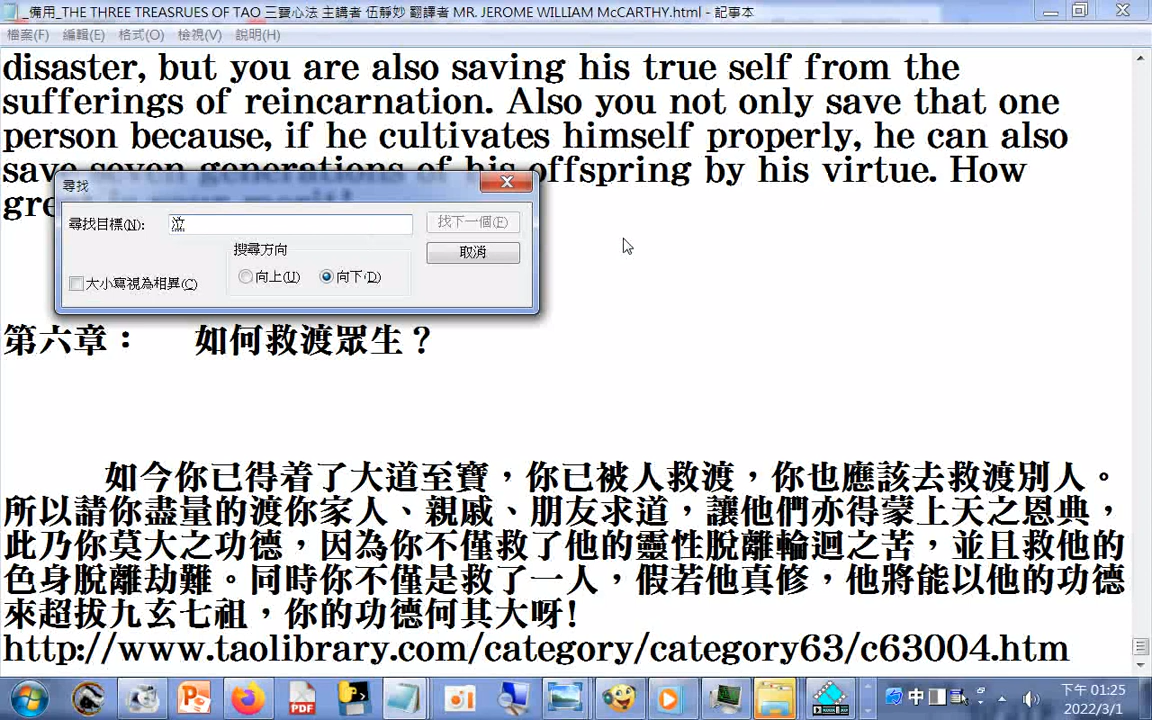 _備用_THE THREE TREASRUES OF TAO 三寶心法 主講者 伍靜妙 翻譯者 MR. JEROME WILLIAM McCARTHY.html - 記事本
檔案(F) 編輯(E) 格式(O) 檢視(V) 說明(H)
disaster, but you are also saving his true self from the
sufferings of reincarnation. Also you not only save that one
person because, if he cultivates himself properly, he can also
save seven generations of his offspring by his virtue. How
尋找
尋找目標(N):
找下一個(F)
搜尋方向
取消
大小寫視為相異(C)
向上(U)
向下(D)
第六章： 如何救渡眾生？
如今你已得着了大道至寶，你已被人救渡，你也應該去救渡別人。
所以請你盡量的渡你家人、親戚、朋友求道，讓他們亦得蒙上天之恩典，
此乃你莫大之功德，因為你不僅救了他的靈性脫離輪迴之苦，並且救他的
色身脫離劫難。同時你不僅是救了一人，假若他真修，他將能以他的功德
來超拔九玄七祖，你的功德何其大呀!
http://www.taolibrary.com/category/category63/c63004.htm
PDF
中
下午 01:25
2022/3/1